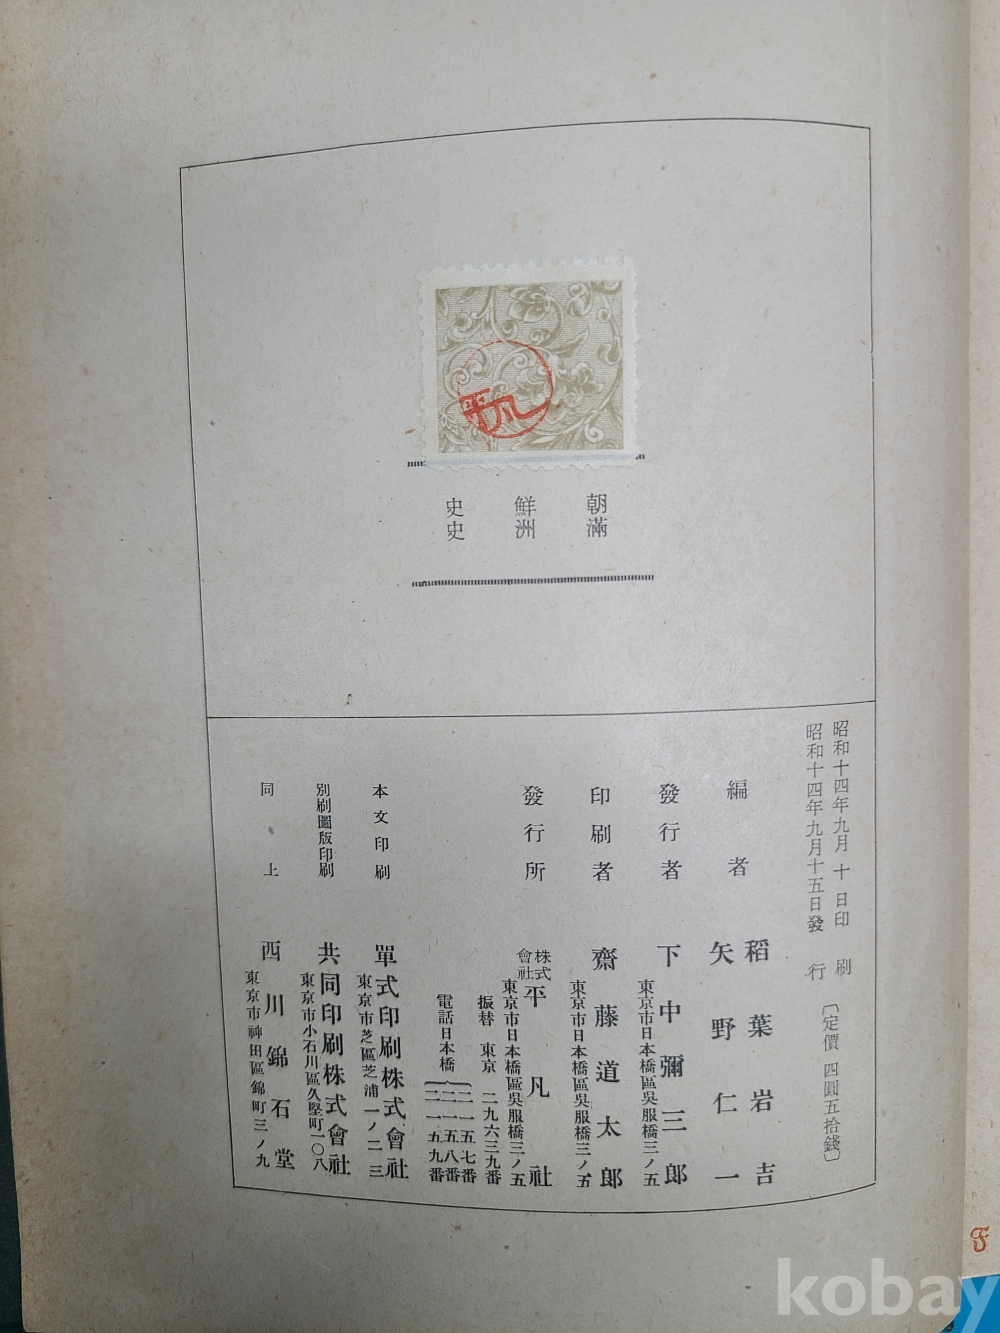 平凡
朝鮮史
滿洲史
昭和十四年九月十日印刷
昭和十四年九月十五日發行
〔定價 四圓五拾錢〕
編者
稻葉岩吉
矢野仁一
發行者
下中彌三郎
東京市日本橋區吳服橋三ノ五
印刷者
齋藤道太郎
東京市日本橋區吳服橋三ノ五
發行所
株式會社平凡社
東京市日本橋區吳服橋三ノ五
振替 東京 二九六三九番
電話日本橋
二一五七番
二一五八番
二一五九番
本文印刷
單式印刷株式會社
東京市芝區芝浦一ノ二三
別刷圖版印刷
共同印刷株式會社
東京市小石川區久堅町一〇八
同上
西川錦石堂
東京市神田區錦町三ノ九
kobay